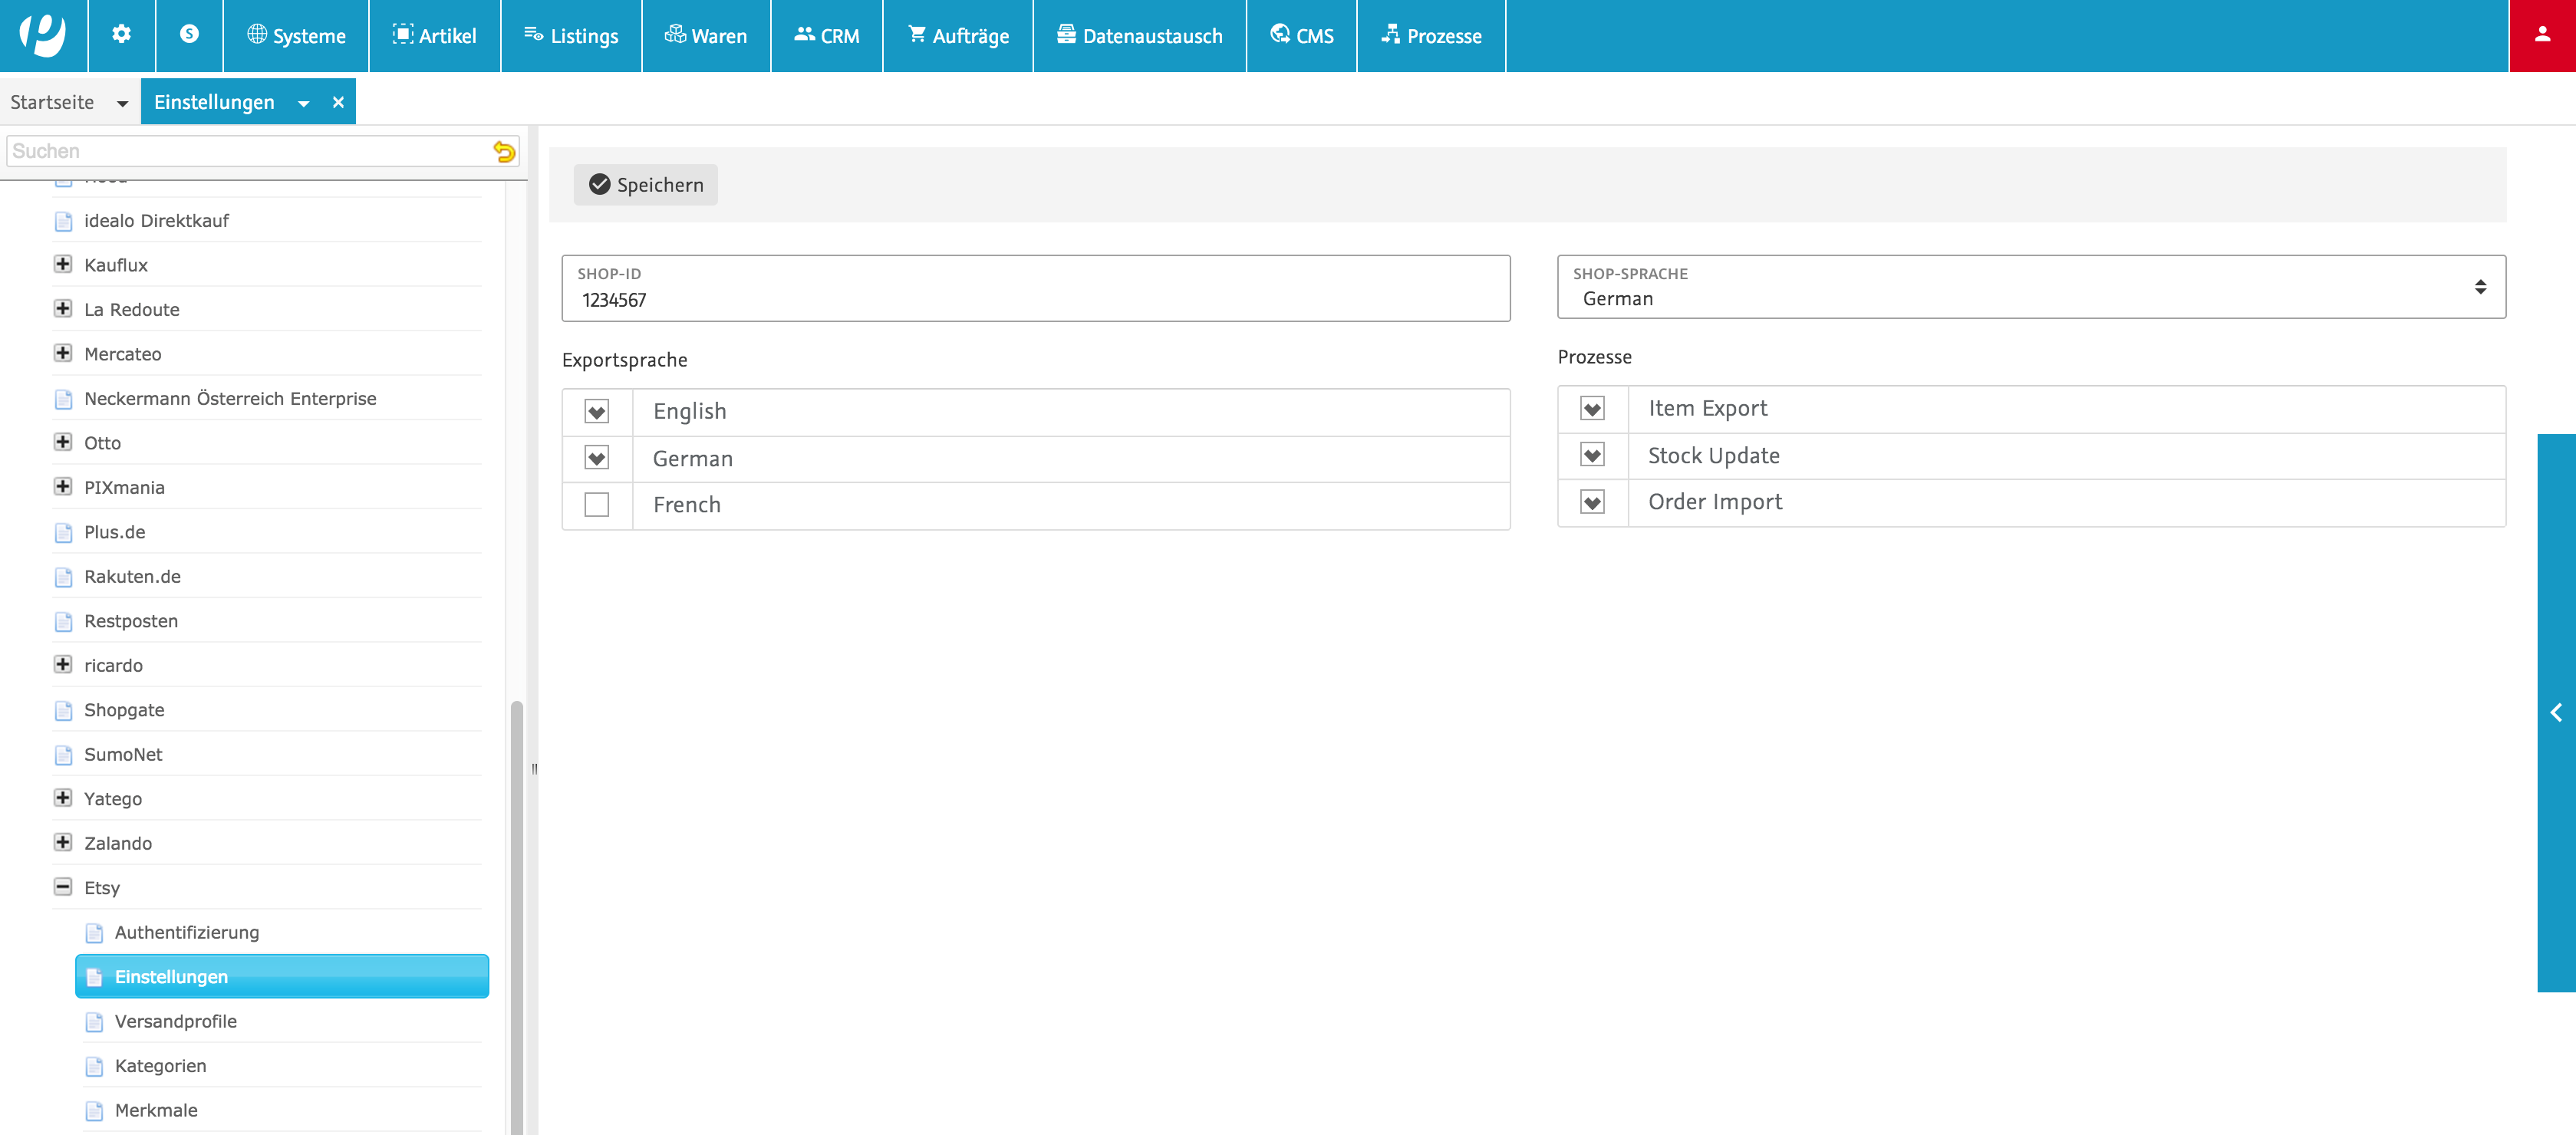 Systeme
Artikel
Listings
Waren
CRM
Aufträge
Datenaustausch
CMS
Prozesse
Startseite
Einstellungen
Suchen
idealo Direktkauf
Kauflux
La Redoute
Mercateo
Neckermann Österreich Enterprise
Otto
PIXmania
Plus.de
Rakuten.de
Restposten
ricardo
Shopgate
SumoNet
Yatego
Zalando
Etsy
Authentifizierung
Einstellungen
Versandprofile
Kategorien
Merkmale
Speichern
SHOP-ID
1234567
Exportsprache
English
German
French
SHOP-SPRACHE
German
Prozesse
Item Export
Stock Update
Order Import